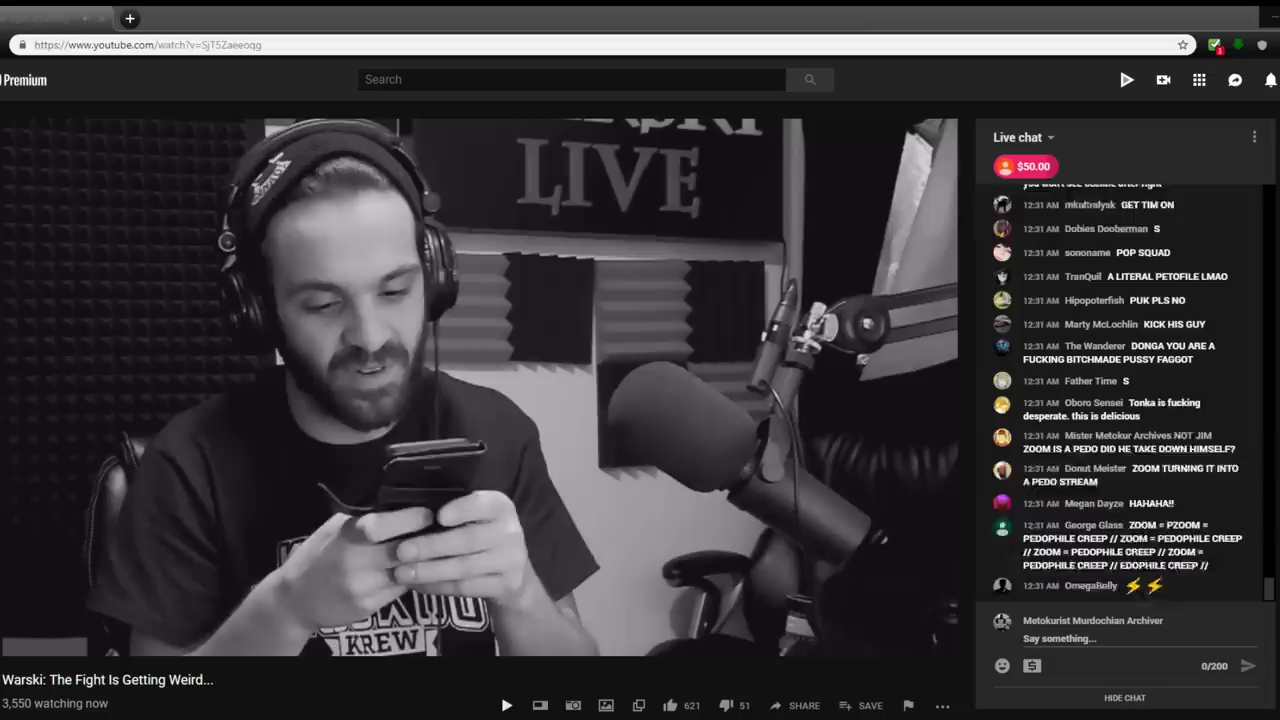 https://www.youtube.com/watch?v=SjT5Zaeeoqg
Premium
Search
LIVE
KREW
Live chat
$50.00
12:31 AM mkultralysk GET TIM ON
12:31 AM Dobies Dooberman S
12:31 AM sononame POP SQUAD
12:31 AM TranQuil A LITERAL PETOFILE LMAO
12:31 AM Hipopoterfish PUK PLS NO
12:31 AM Marty McLochlin KICK HIS GUY
12:31 AM The Wanderer DONGA YOU ARE A
FUCKING BITCHMADE PUSSY FAGGOT
12:31 AM Father Time S
12:31 AM Oboro Sensei Tonka is fucking
desperate. this is delicious
12:31 AM Mister Metokur Archives NOT JIM
ZOOM IS A PEDO DID HE TAKE DOWN HIMSELF?
12:31 AM Donut Meister ZOOM TURNING IT INTO
A PEDO STREAM
12:31 AM Megan Dayze HAHAHA!!
12:31 AM George Glass ZOOM = PZOOM =
PEDOPHILE CREEP // ZOOM = PEDOPHILE CREEP
// ZOOM = PEDOPHILE CREEP // ZOOM =
PEDOPHILE CREEP // EDOPHILE CREEP //
12:31 AM OmegaBelly ⚡ ⚡
Metokurist Murdochian Archiver
Say something...
0/200
HIDE CHAT
Warski: The Fight Is Getting Weird...
3,550 watching now
621
51
SHARE
SAVE